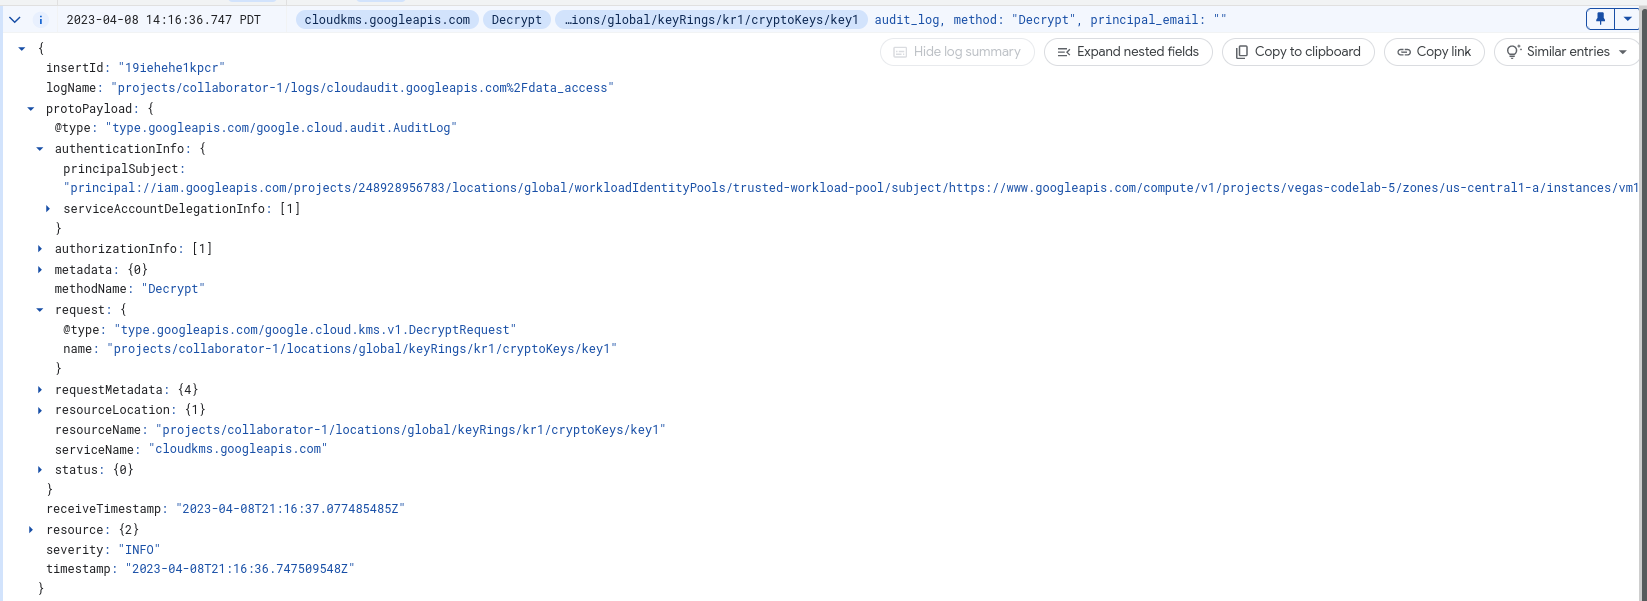 2023-04-08 14:16:36.747 PDT cloudkms.googleapis.com Decrypt …ions/global/keyRings/kr1/cryptoKeys/key1 audit_log, method: "Decrypt", principal_email: ""
{ Hide log summary Expand nested fields Copy to clipboard Copy link Similar entries
insertId: "19iehehe1kpcr"
logName: "projects/collaborator-1/logs/cloudaudit.googleapis.com%2Fdata_access"
protoPayload: {
@type: "type.googleapis.com/google.cloud.audit.AuditLog"
authenticationInfo: {
principalSubject:
"principal://iam.googleapis.com/projects/248928956783/locations/global/workloadIdentityPools/trusted-workload-pool/subject/https://www.googleapis.com/compute/v1/projects/vegas-codelab-5/zones/us-central1-a/instances/vm1
serviceAccountDelegationInfo: [1]
}
authorizationInfo: [1]
metadata: {0}
methodName: "Decrypt"
request: {
@type: "type.googleapis.com/google.cloud.kms.v1.DecryptRequest"
name: "projects/collaborator-1/locations/global/keyRings/kr1/cryptoKeys/key1"
}
requestMetadata: {4}
resourceLocation: {1}
resourceName: "projects/collaborator-1/locations/global/keyRings/kr1/cryptoKeys/key1"
serviceName: "cloudkms.googleapis.com"
status: {0}
}
receiveTimestamp: "2023-04-08T21:16:37.077485485Z"
resource: {2}
severity: "INFO"
timestamp: "2023-04-08T21:16:36.747509548Z"
}